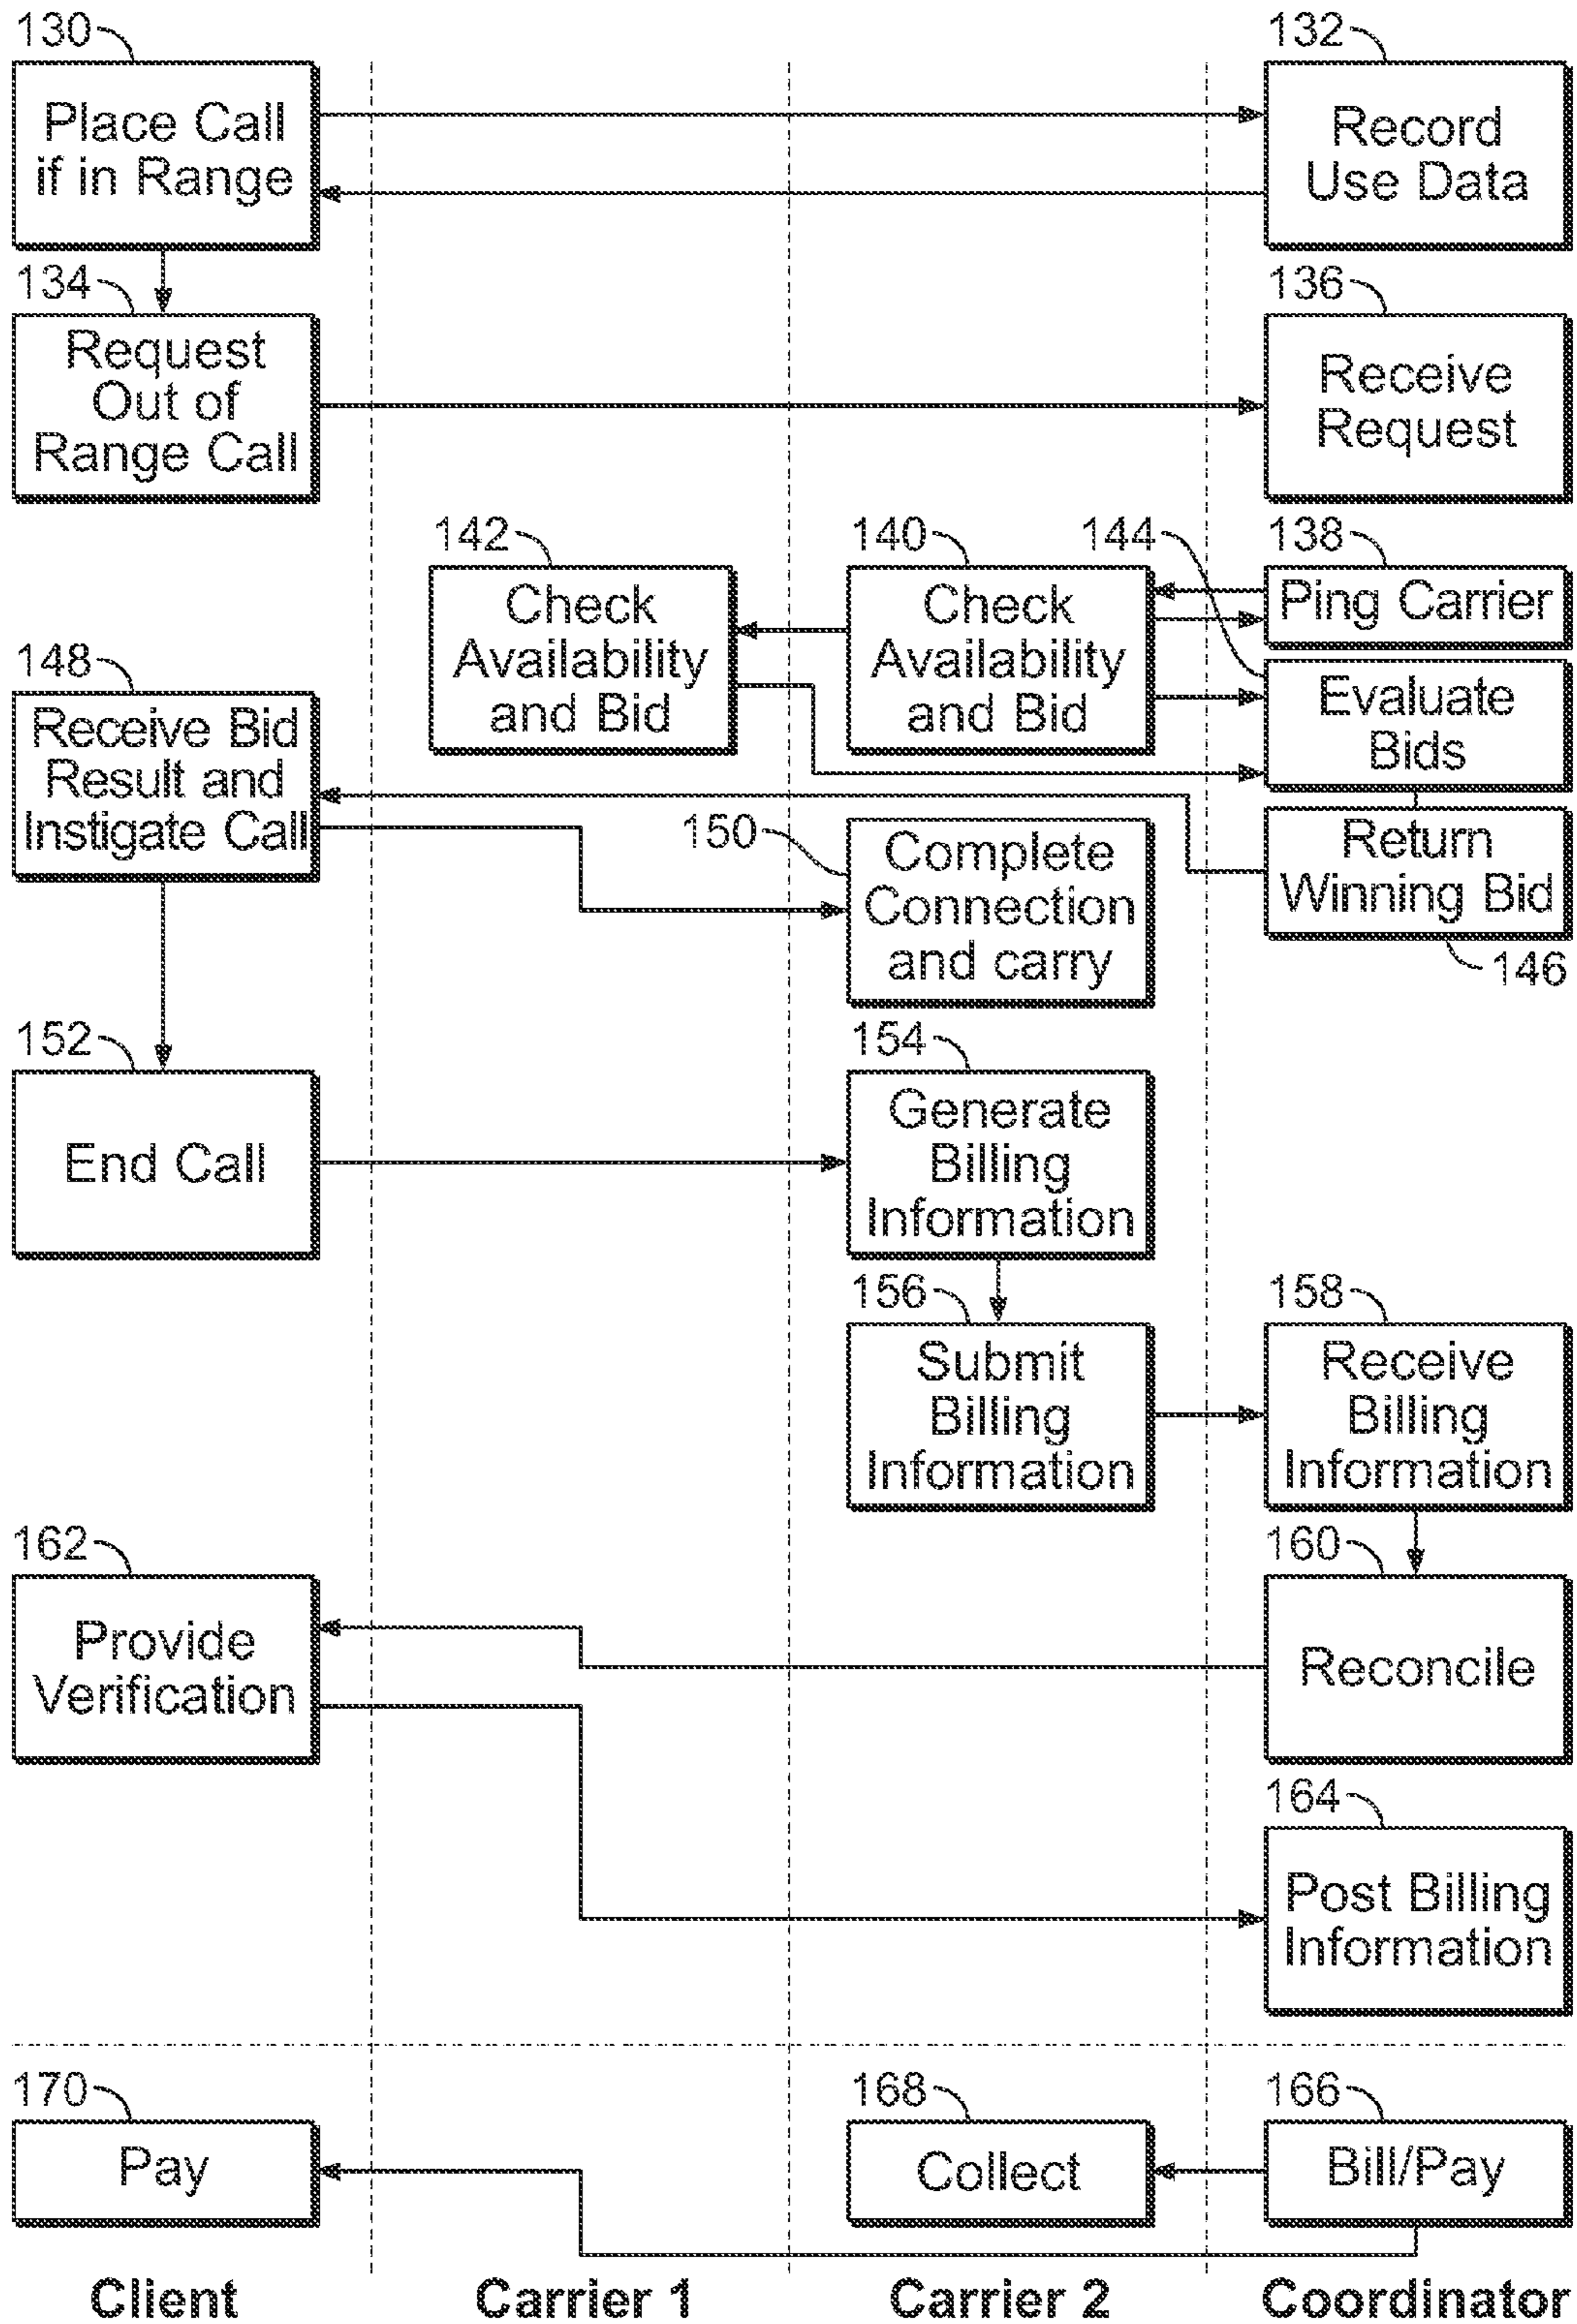 130
132
Place Call
if in Range
Record
Use Data
134
136
Request
Out of
Range Call
Receive
Request
142
140
144
138
Check
Availability
and Bid
Check
Availability
and Bid
Ping Carrier
148
Receive Bid
Result and
Instigate Call
Evaluate
Bids
150
Complete
Connection
and carry
Return
Winning Bid
146
152
154
End Call
Generate
Billing
Information
156
158
Submit
Billing
Information
Receive
Billing
Information
162
160
Provide
Verification
Reconcile
164
Post Billing
Information
170
168
166
Pay
Collect
Bill/Pay
Client
Carrier 1
Carrier 2
Coordinator